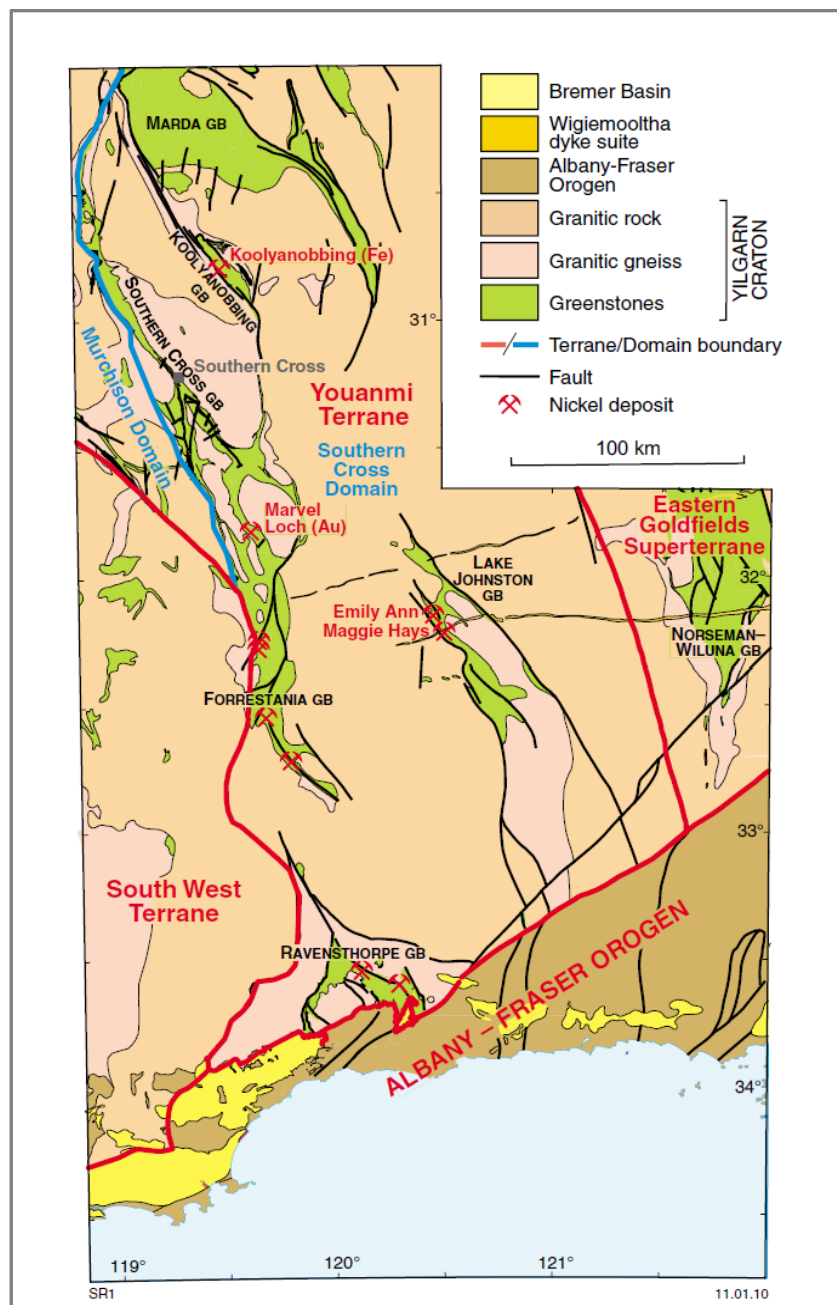 MARDA GB
KOOLYANOBBING
GB
Koolyanobbing (Fe)
SOUTHERN CROSS GB
Southern Cross
Murchison Domain
Youanmi
Terrane
Southern
Cross
Domain
Marvel
Loch (Au)
31°
Bremer Basin
Wigiemooltha
dyke suite
Albany-Fraser
Orogen
Granitic rock
Granitic gneiss
Greenstones
YILGARN
CRATON
Terrane/Domain boundary
Fault
Nickel deposit
100 km
Eastern
Goldfields
Superterrane
32°
LAKE
JOHNSTON
GB
Emily Ann
Maggie Hays
NORSEMAN–
WILUNA GB
FORRESTANIA GB
33°
South West
Terrane
RAVENSTHORPE GB
ALBANY – FRASER OROGEN
34°
119°
120°
121°
SR1
11.01.10